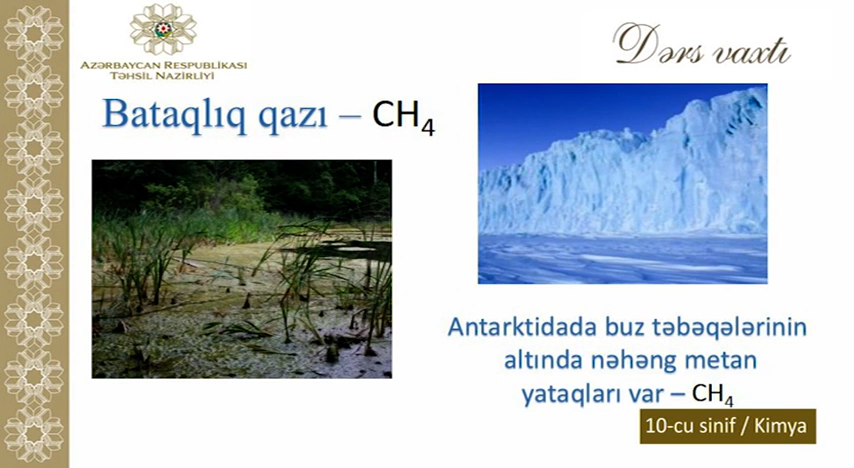 AZƏRBAYCAN RESPUBLIKASI
TƏHSIL NAZIRLIYI
Dərs vaxtı
Bataqlıq qazı – CH₄
Antarktidada buz təbəqələrinin
altında nəhəng metan
yataqları var – CH₄
10-cu sinif / Kimya